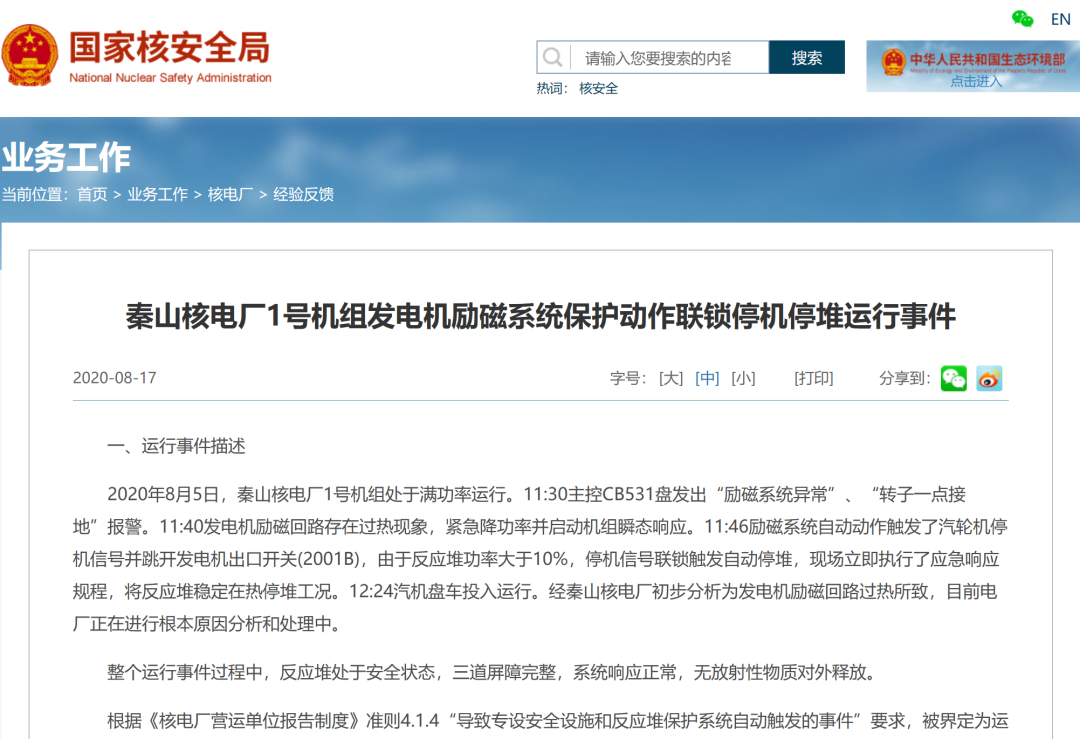 EN
国家核安全局
National Nuclear Safety Administration
请输入您要搜索的内容
搜索
热词： 核安全
中华人民共和国生态环境部
Ministry of Ecology and Environment of the People's Republic of China
点击进入
业务工作
当前位置：首页 > 业务工作 > 核电厂 > 经验反馈
秦山核电厂1号机组发电机励磁系统保护动作联锁停机停堆运行事件
2020-08-17 字号： [大] [中] [小] [打印] 分享到：
一、运行事件描述
2020年8月5日，秦山核电厂1号机组处于满功率运行。11:30主控CB531盘发出“励磁系统异常”、“转子一点接
地”报警。11:40发电机励磁回路存在过热现象，紧急降功率并启动机组瞬态响应。11:46励磁系统自动动作触发了汽轮机停
机信号并跳开发电机出口开关(2001B)，由于反应堆功率大于10%，停机信号联锁触发自动停堆，现场立即执行了应急响应
规程，将反应堆稳定在热停堆工况。12:24汽机盘车投入运行。经秦山核电厂初步分析为发电机励磁回路过热所致，目前电
厂正在进行根本原因分析和处理中。
整个运行事件过程中，反应堆处于安全状态，三道屏障完整，系统响应正常，无放射性物质对外释放。
根据《核电厂营运单位报告制度》准则4.1.4“导致专设安全设施和反应堆保护系统自动触发的事件”要求，被界定为运